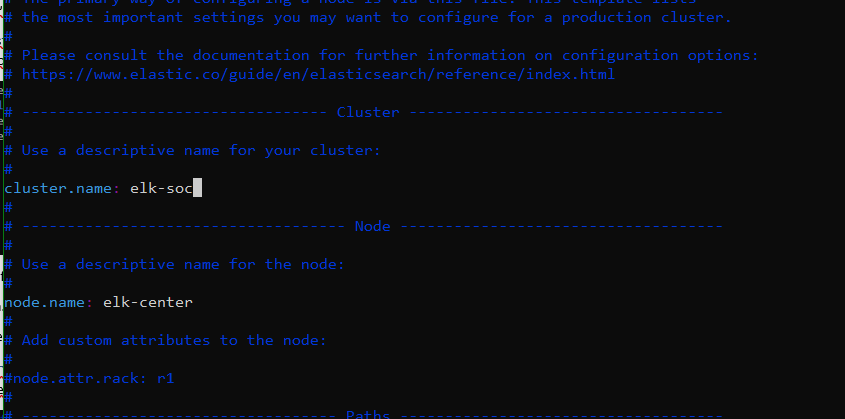 # The primary way of configuring a node is via this file. This template lists
# the most important settings you may want to configure for a production cluster.
#
# Please consult the documentation for further information on configuration options:
# https://www.elastic.co/guide/en/elasticsearch/reference/index.html
#
# ---------------------------------- Cluster -----------------------------------
#
# Use a descriptive name for your cluster:
#
cluster.name: elk-soc
#
# ------------------------------------ Node ------------------------------------
#
# Use a descriptive name for the node:
#
node.name: elk-center
#
# Add custom attributes to the node:
#
#node.attr.rack: r1
#
# ----------------------------------- Paths ------------------------------------